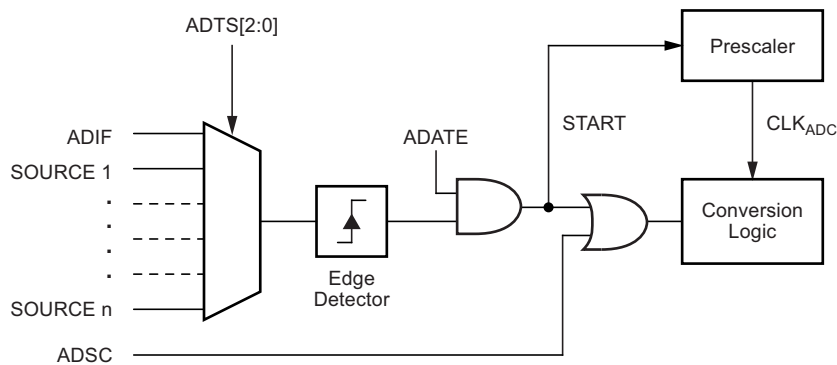 ADTS[2:0]
Prescaler
START
CLKADC
ADIF
ADATE
SOURCE 1
.
.
.
.
Conversion
Logic
Edge
Detector
SOURCE n
ADSC